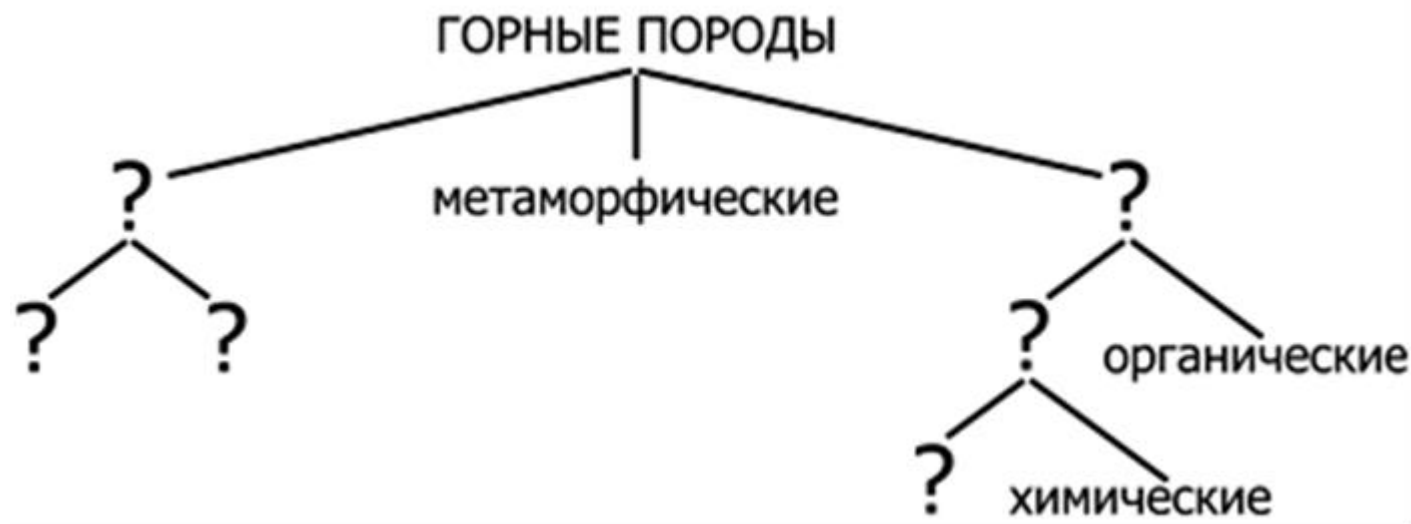 ГОРНЫЕ ПОРОДЫ
? метаморфические ?
? ? ? органические
? химические